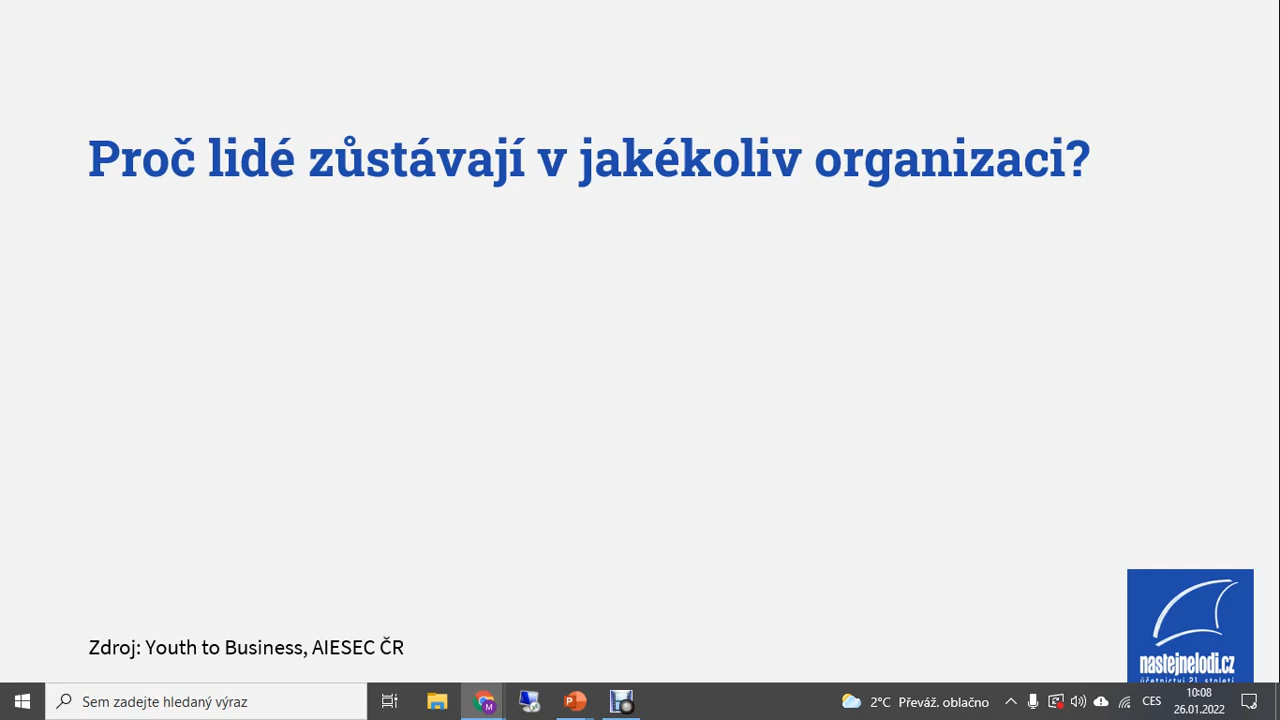 Proč lidé zůstávají v jakékoliv organizaci?
Zdroj: Youth to Business, AIESEC ČR
nastejnelodi.cz
účetnictví 21. století
Sem zadejte hledaný výraz
M
P
2°C Převáž. oblačno
CES
10:08
26.01.2022